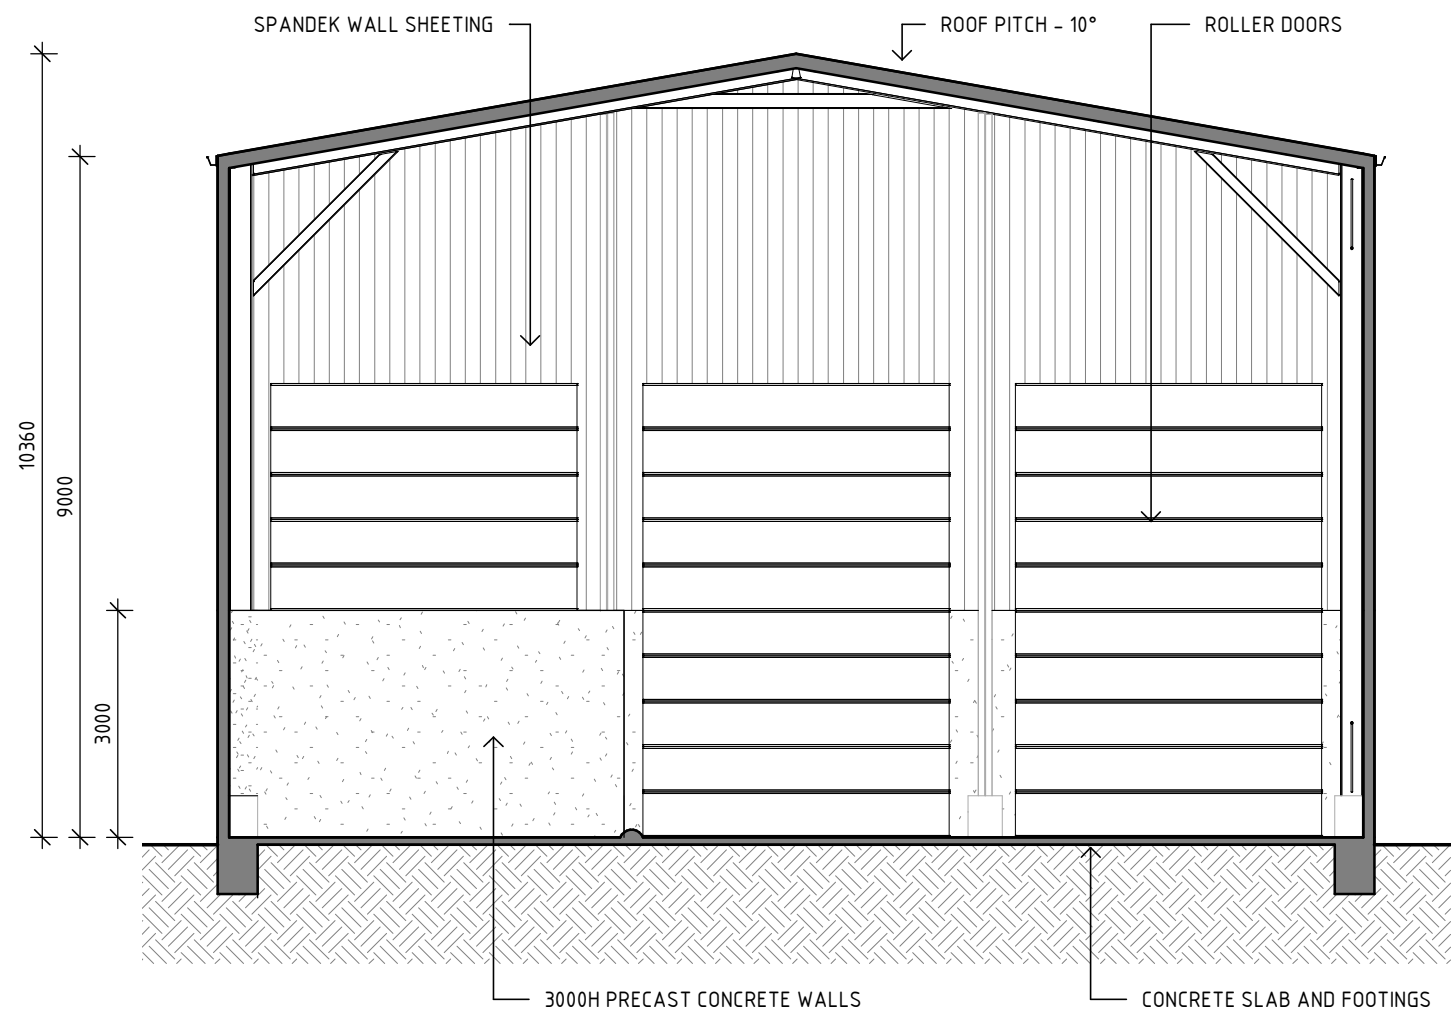 SPANDEK WALL SHEETING
ROOF PITCH - 10°
ROLLER DOORS
10360
9000
3000
3000H PRECAST CONCRETE WALLS
CONCRETE SLAB AND FOOTINGS